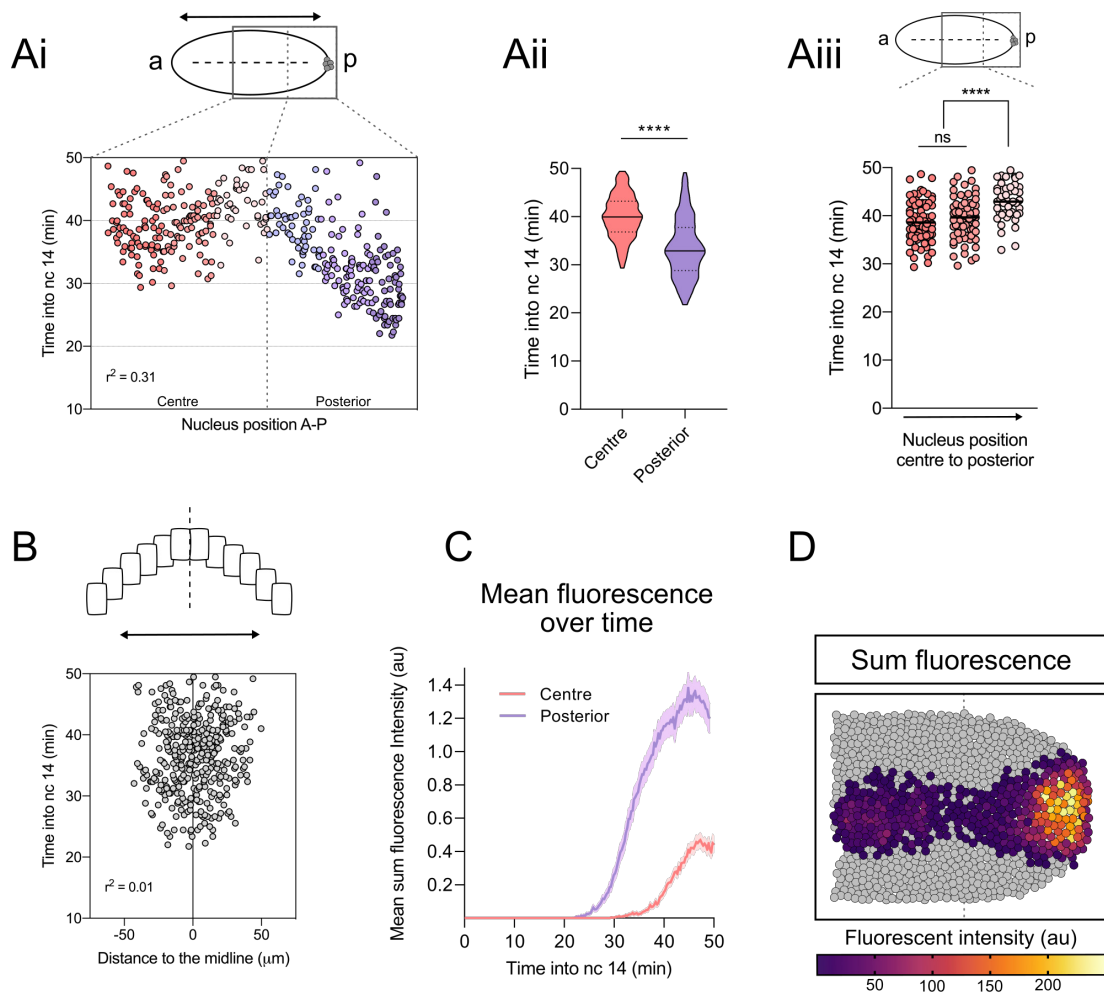 Ai
a
p
50
40
30
20
10
Time into nc 14 (min)
r² = 0.31
Centre
Posterior
Nucleus position A-P
Aii
****
50
40
30
20
10
0
Time into nc 14 (min)
Centre
Posterior
Aiii
a
p
****
ns
50
40
30
20
10
0
Time into nc 14 (min)
Nucleus position
centre to posterior
B
50
40
30
20
10
Time into nc 14 (min)
r² = 0.01
-50
0
50
Distance to the midline (μm)
C
Mean fluorescence
over time
Centre
Posterior
1.4
1.2
1.0
0.8
0.6
0.4
0.2
Mean sum fluorescence Intensity (au)
0
10
20
30
40
50
Time into nc 14 (min)
D
Sum fluorescence
Fluorescent intensity (au)
50
100
150
200